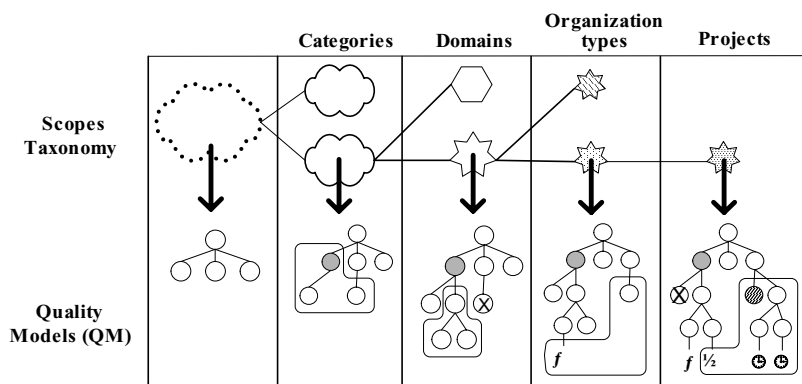 Organization
Categories Domains types Projects
Scopes
Taxonomy
X
X
Quality
Models (QM)
f
f ½